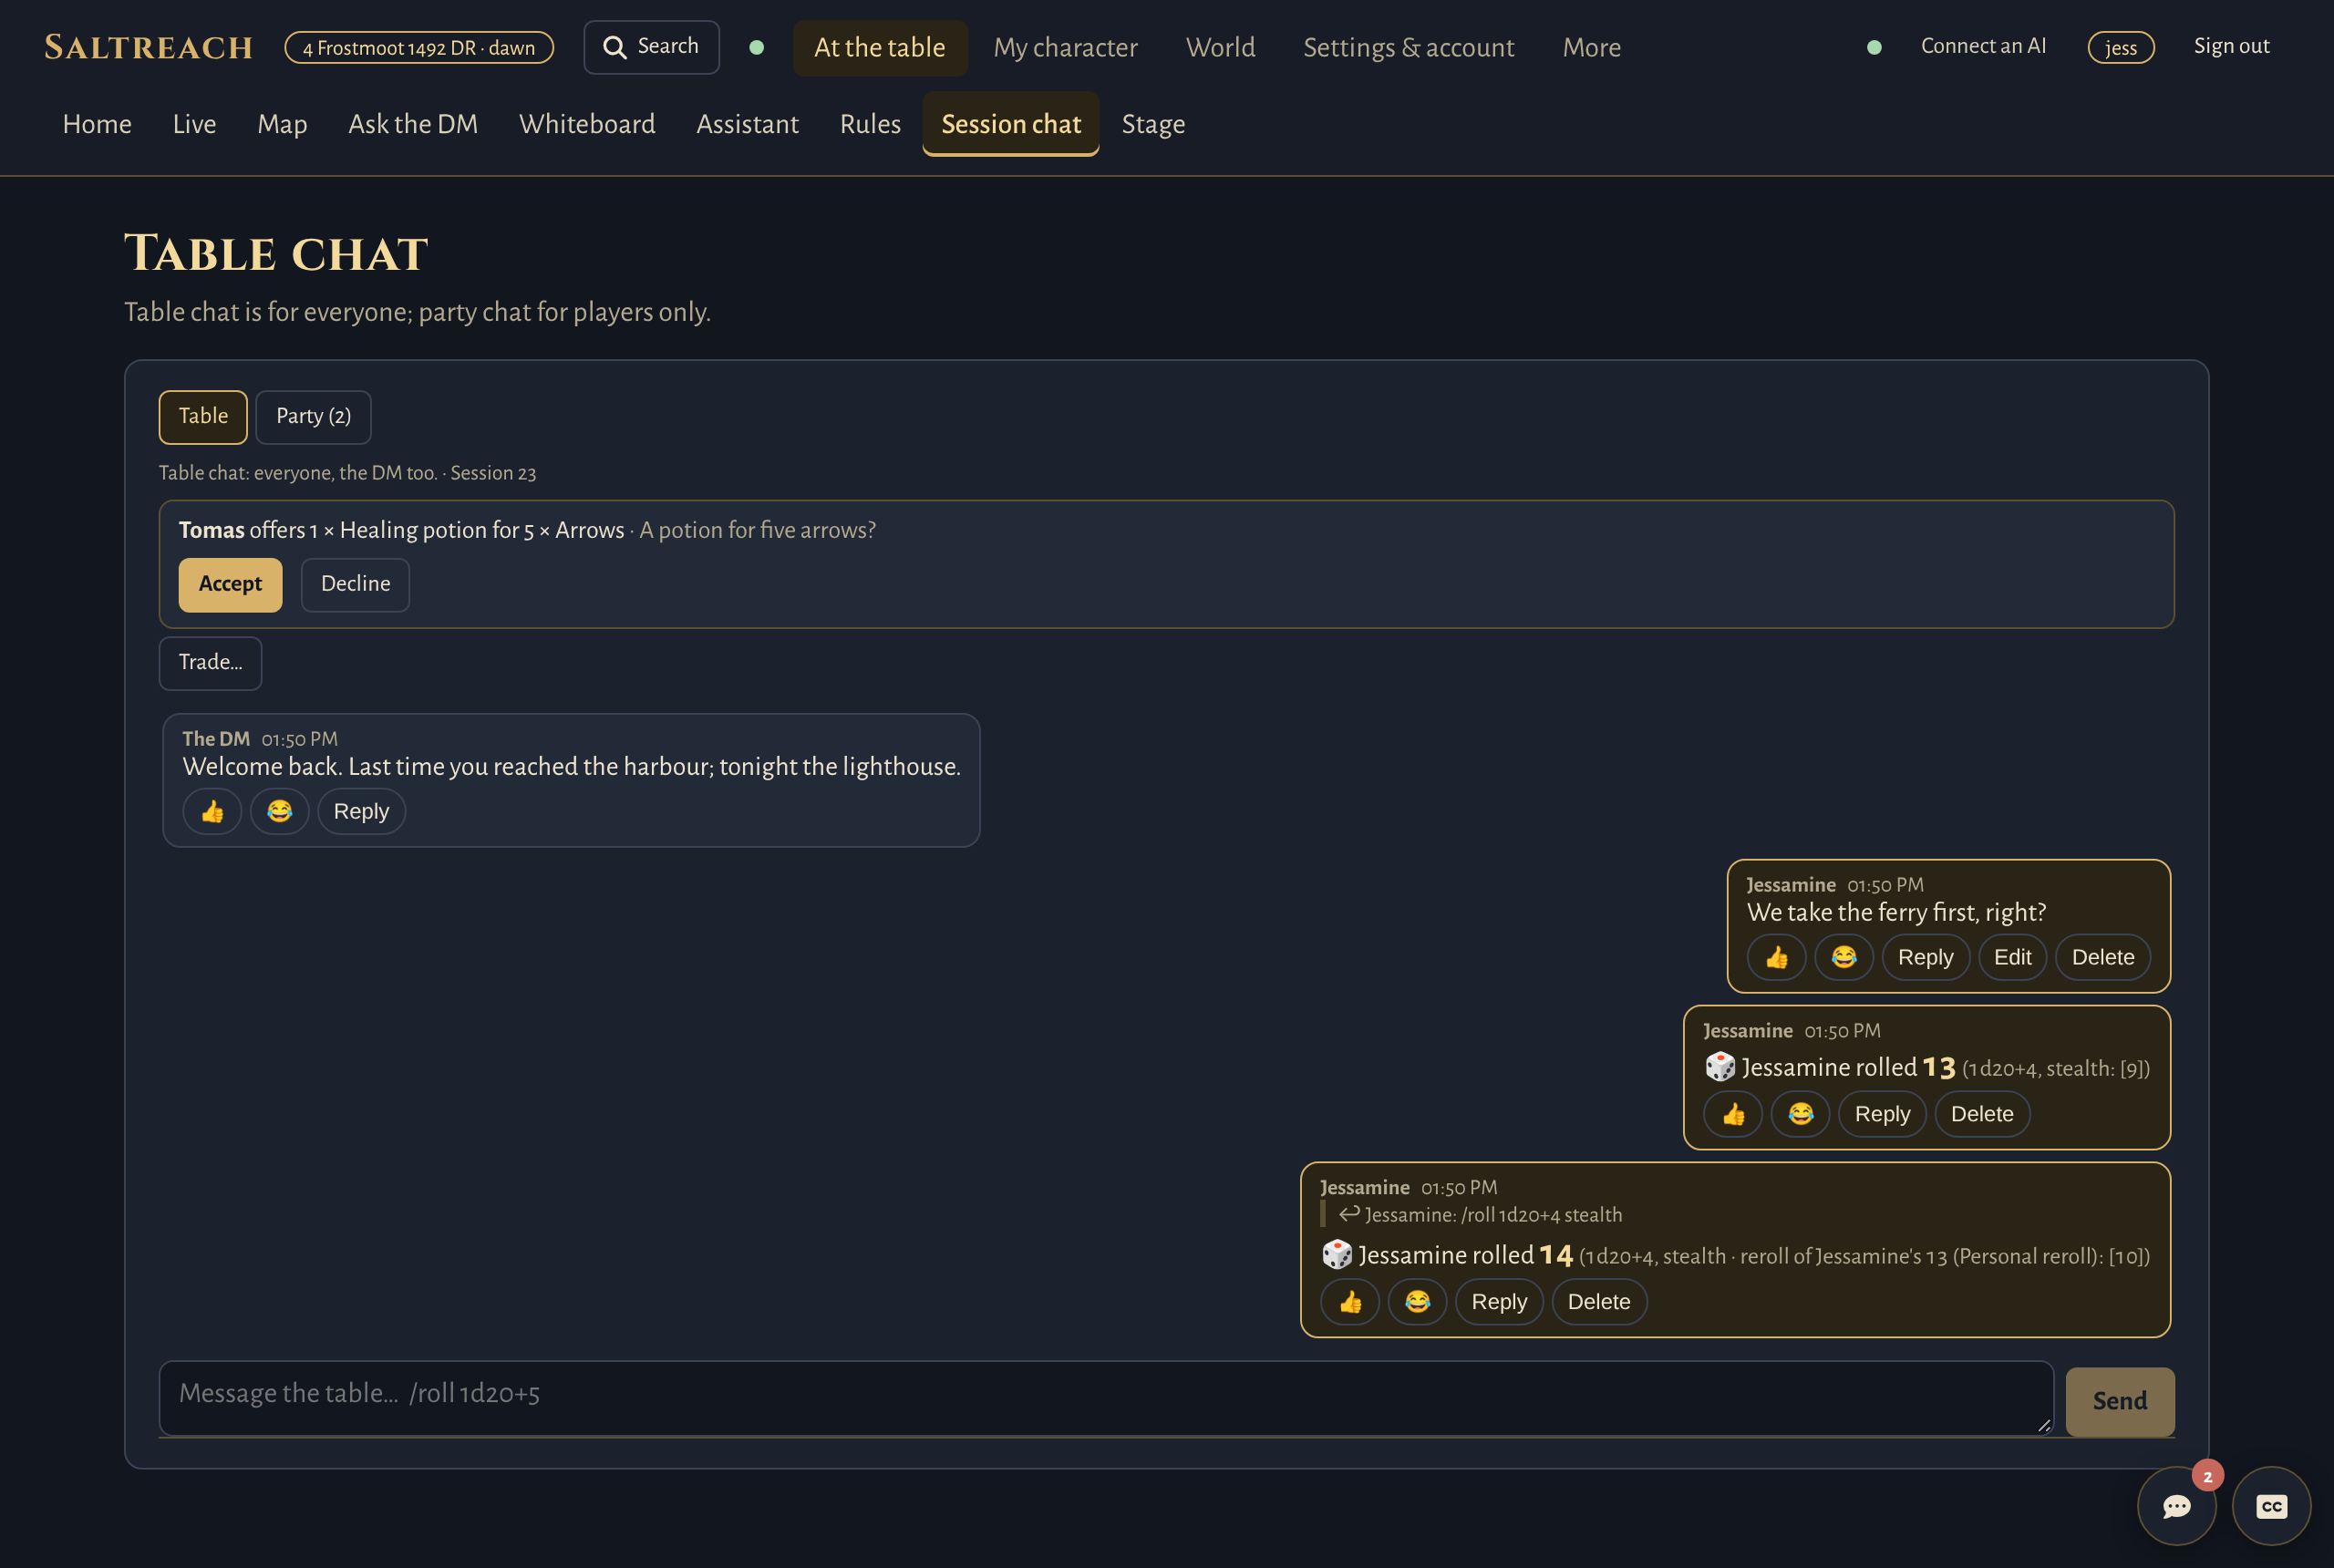 Saltreach 4 Frostmoot 1492 DR · dawn Search At the table My character World Settings & account More Connect an AI jess Sign out
Home Live Map Ask the DM Whiteboard Assistant Rules Session chat Stage
Table chat
Table chat is for everyone; party chat for players only.
Table Party (2)
Table chat: everyone, the DM too. · Session 23
Tomas offers 1 × Healing potion for 5 × Arrows · A potion for five arrows?
Accept Decline
Trade...
The DM 01:50 PM
Welcome back. Last time you reached the harbour; tonight the lighthouse.
👍 😂 Reply
Jessamine 01:50 PM
We take the ferry first, right?
👍 😂 Reply Edit Delete
Jessamine 01:50 PM
🎲 Jessamine rolled 13 (1d20+4, stealth: [9])
👍 😂 Reply Delete
Jessamine 01:50 PM
↩ Jessamine: /roll 1d20+4 stealth
🎲 Jessamine rolled 14 (1d20+4, stealth · reroll of Jessamine's 13 (Personal reroll): [10])
👍 😂 Reply Delete
Message the table... /roll 1d20+5 Send
2
CC